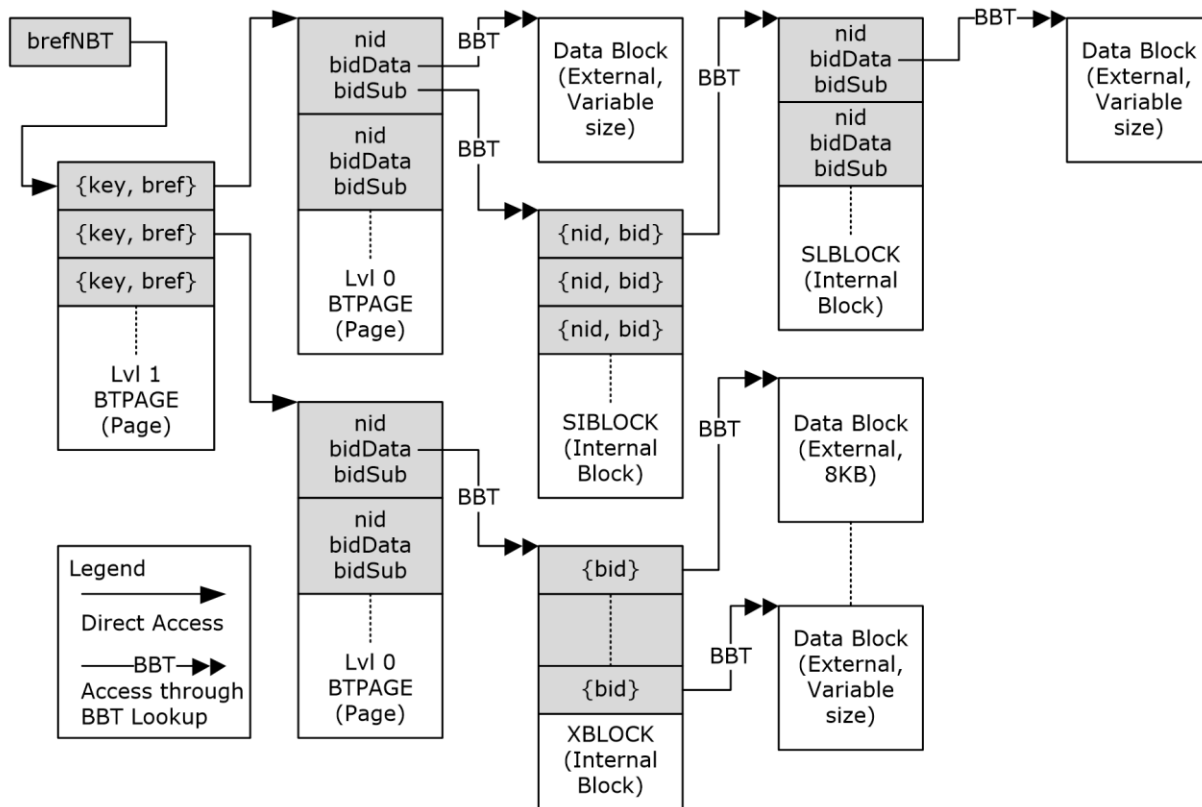 brefNBT
{key, bref}
{key, bref}
{key, bref}
Lvl 1
BTPAGE
(Page)
nid
bidData
bidSub
nid
bidData
bidSub
Lvl 0
BTPAGE
(Page)
BBT
BBT
Data Block
(External,
Variable
size)
{nid, bid}
{nid, bid}
{nid, bid}
SIBLOCK
(Internal
Block)
BBT
nid
bidData
bidSub
nid
bidData
bidSub
SLBLOCK
(Internal
Block)
BBT
Data Block
(External,
Variable
size)
nid
bidData
bidSub
nid
bidData
bidSub
Lvl 0
BTPAGE
(Page)
BBT
{bid}
{bid}
XBLOCK
(Internal
Block)
BBT
Data Block
(External,
8KB)
BBT
Data Block
(External,
Variable
size)
Legend
Direct Access
BBT
Access through
BBT Lookup